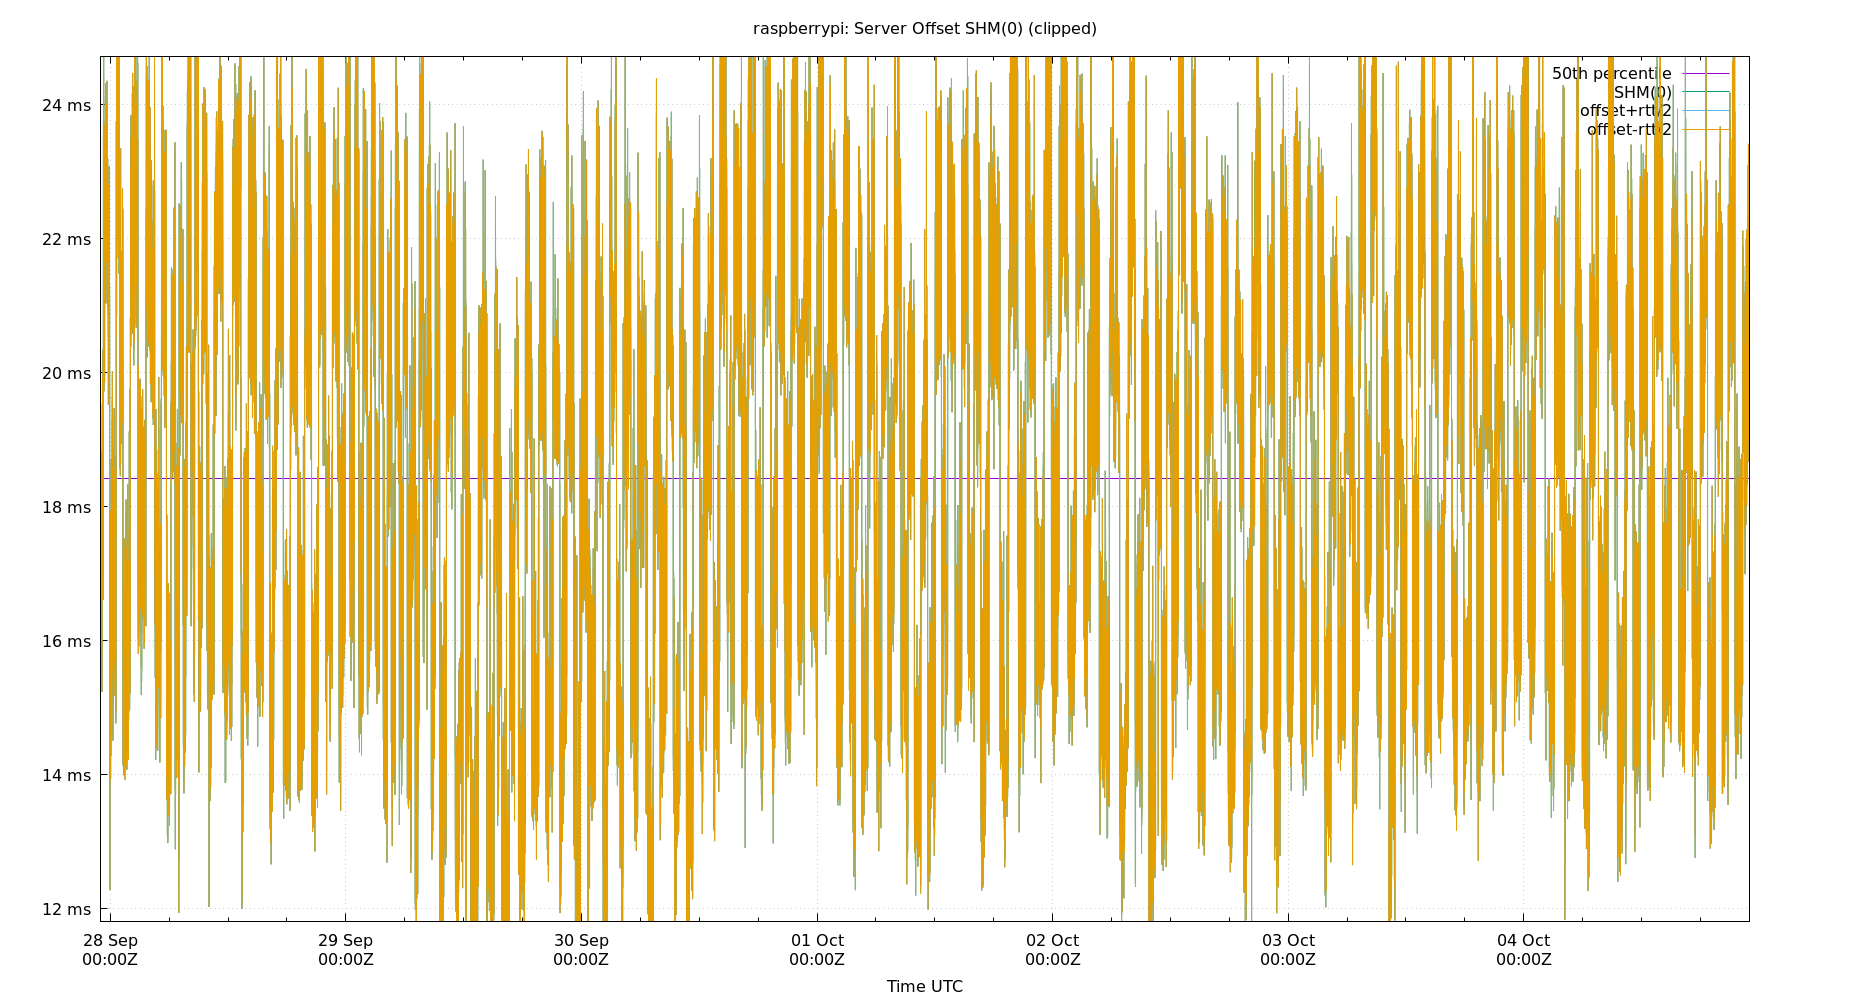 raspberrypi: Server Offset SHM(0) (clipped)
50th percentile
SHM(0)
offset+rtt/2
offset-rtt/2
24 ms
22 ms
20 ms
18 ms
16 ms
14 ms
12 ms
28 Sep 29 Sep 30 Sep 01 Oct 02 Oct 03 Oct 04 Oct
00:00Z 00:00Z 00:00Z 00:00Z 00:00Z 00:00Z 00:00Z
Time UTC